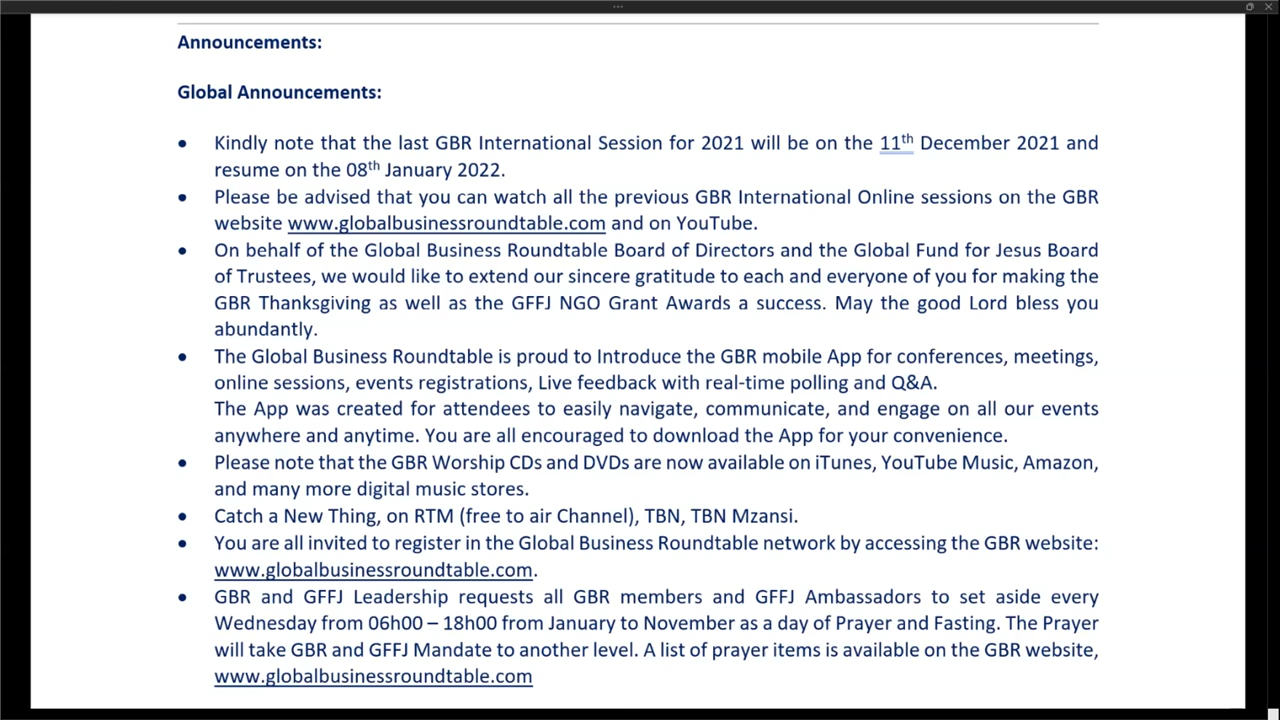 Announcements:
Global Announcements:
• Kindly note that the last GBR International Session for 2021 will be on the 11th December 2021 and
resume on the 08th January 2022.
• Please be advised that you can watch all the previous GBR International Online sessions on the GBR
website www.globalbusinessroundtable.com and on YouTube.
• On behalf of the Global Business Roundtable Board of Directors and the Global Fund for Jesus Board
of Trustees, we would like to extend our sincere gratitude to each and everyone of you for making the
GBR Thanksgiving as well as the GFFJ NGO Grant Awards a success. May the good Lord bless you
abundantly.
• The Global Business Roundtable is proud to Introduce the GBR mobile App for conferences, meetings,
online sessions, events registrations, Live feedback with real-time polling and Q&A.
The App was created for attendees to easily navigate, communicate, and engage on all our events
anywhere and anytime. You are all encouraged to download the App for your convenience.
• Please note that the GBR Worship CDs and DVDs are now available on iTunes, YouTube Music, Amazon,
and many more digital music stores.
• Catch a New Thing, on RTM (free to air Channel), TBN, TBN Mzansi.
• You are all invited to register in the Global Business Roundtable network by accessing the GBR website:
www.globalbusinessroundtable.com.
• GBR and GFFJ Leadership requests all GBR members and GFFJ Ambassadors to set aside every
Wednesday from 06h00 – 18h00 from January to November as a day of Prayer and Fasting. The Prayer
will take GBR and GFFJ Mandate to another level. A list of prayer items is available on the GBR website,
www.globalbusinessroundtable.com